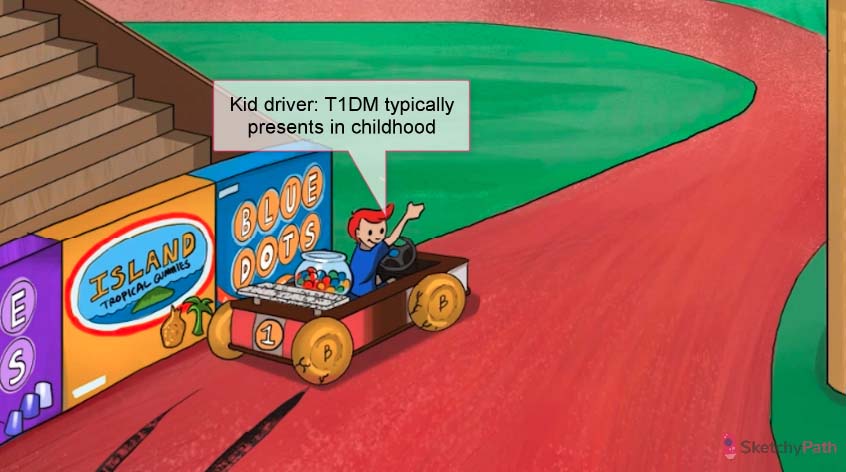 Kid driver: T1DM typically
presents in childhood
BLUE
DOTS
ISLAND
TROPICAL GUMMIES
E
S
1
B
B
SketchyPath